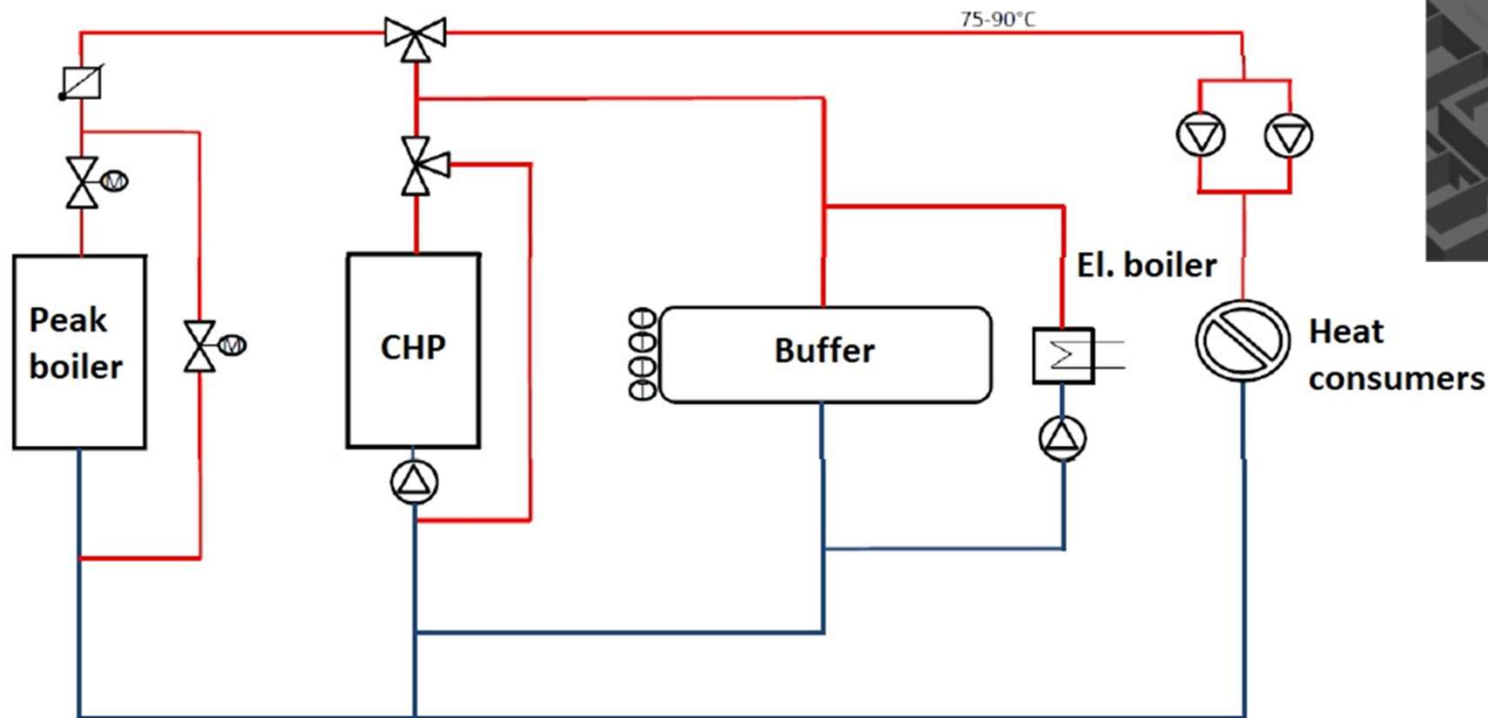 75-90°C
M
El. boiler
Peak
boiler
M
CHP
Buffer
Heat
consumers